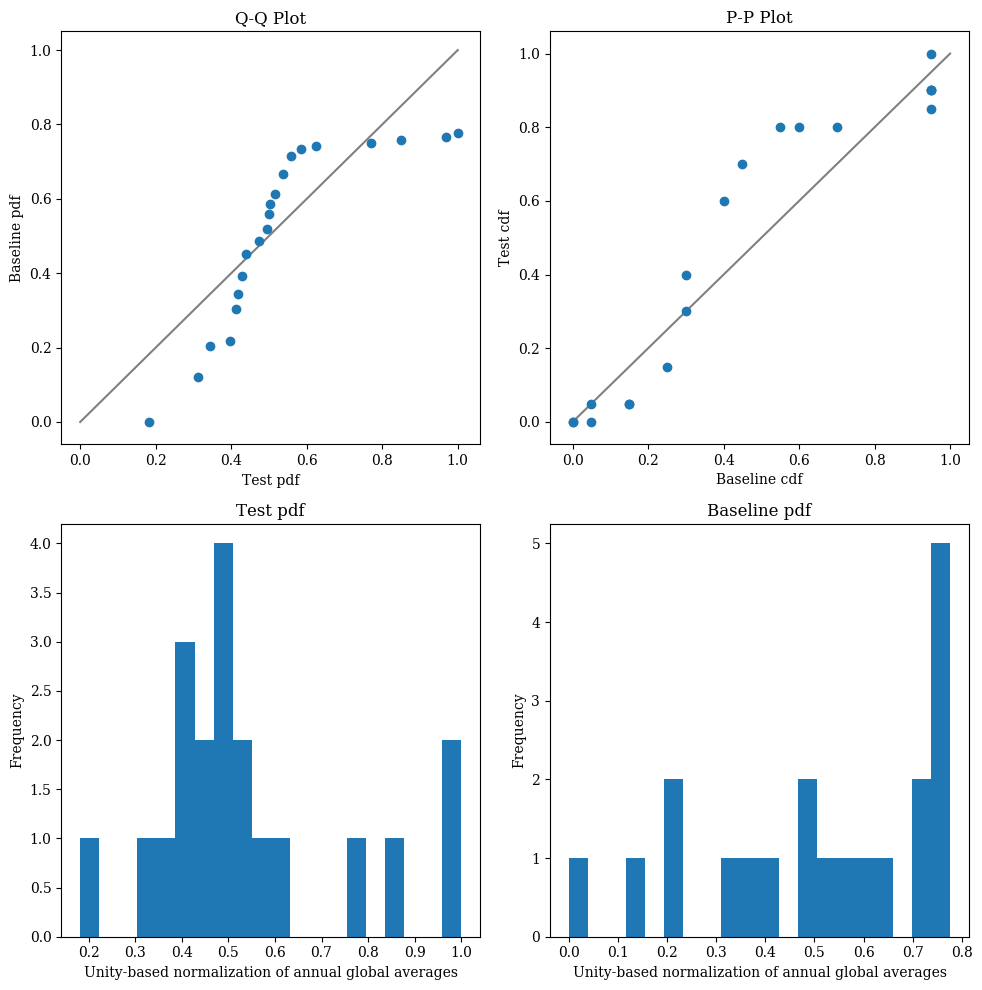 Q-Q Plot
1.0
0.8
0.6
0.4
0.2
0.0
Baseline pdf
0.0 0.2 0.4 0.6 0.8 1.0
Test pdf
P-P Plot
1.0
0.8
0.6
0.4
0.2
0.0
Test cdf
0.0 0.2 0.4 0.6 0.8 1.0
Baseline cdf
Test pdf
4.0
3.5
3.0
2.5
2.0
1.5
1.0
0.5
0.0
Frequency
0.2 0.3 0.4 0.5 0.6 0.7 0.8 0.9 1.0
Unity-based normalization of annual global averages
Baseline pdf
5
4
3
2
1
0
Frequency
0.0 0.1 0.2 0.3 0.4 0.5 0.6 0.7 0.8
Unity-based normalization of annual global averages